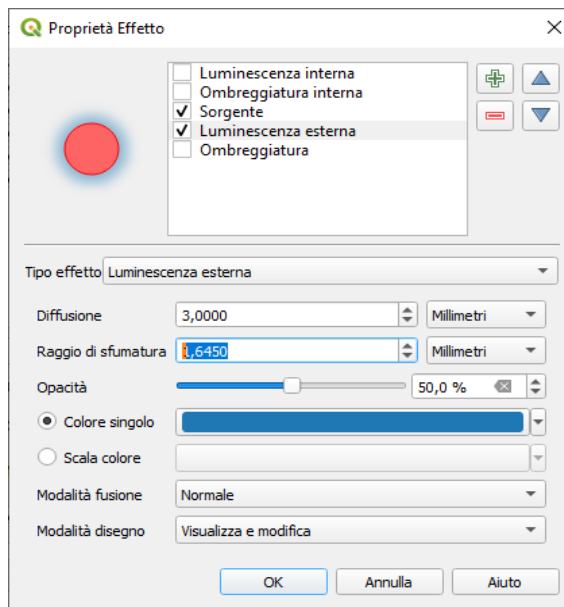 Proprietà Effetto
Luminescenza interna
Ombreggiatura interna
Sorgente
Luminescenza esterna
Ombreggiatura
Tipo effetto Luminescenza esterna
Diffusione 3,0000 Millimetri
Raggio di sfumatura 1,6450 Millimetri
Opacità 50,0 %
Colore singolo
Scala colore
Modalità fusione Normale
Modalità disegno Visualizza e modifica
OK Annulla Aiuto